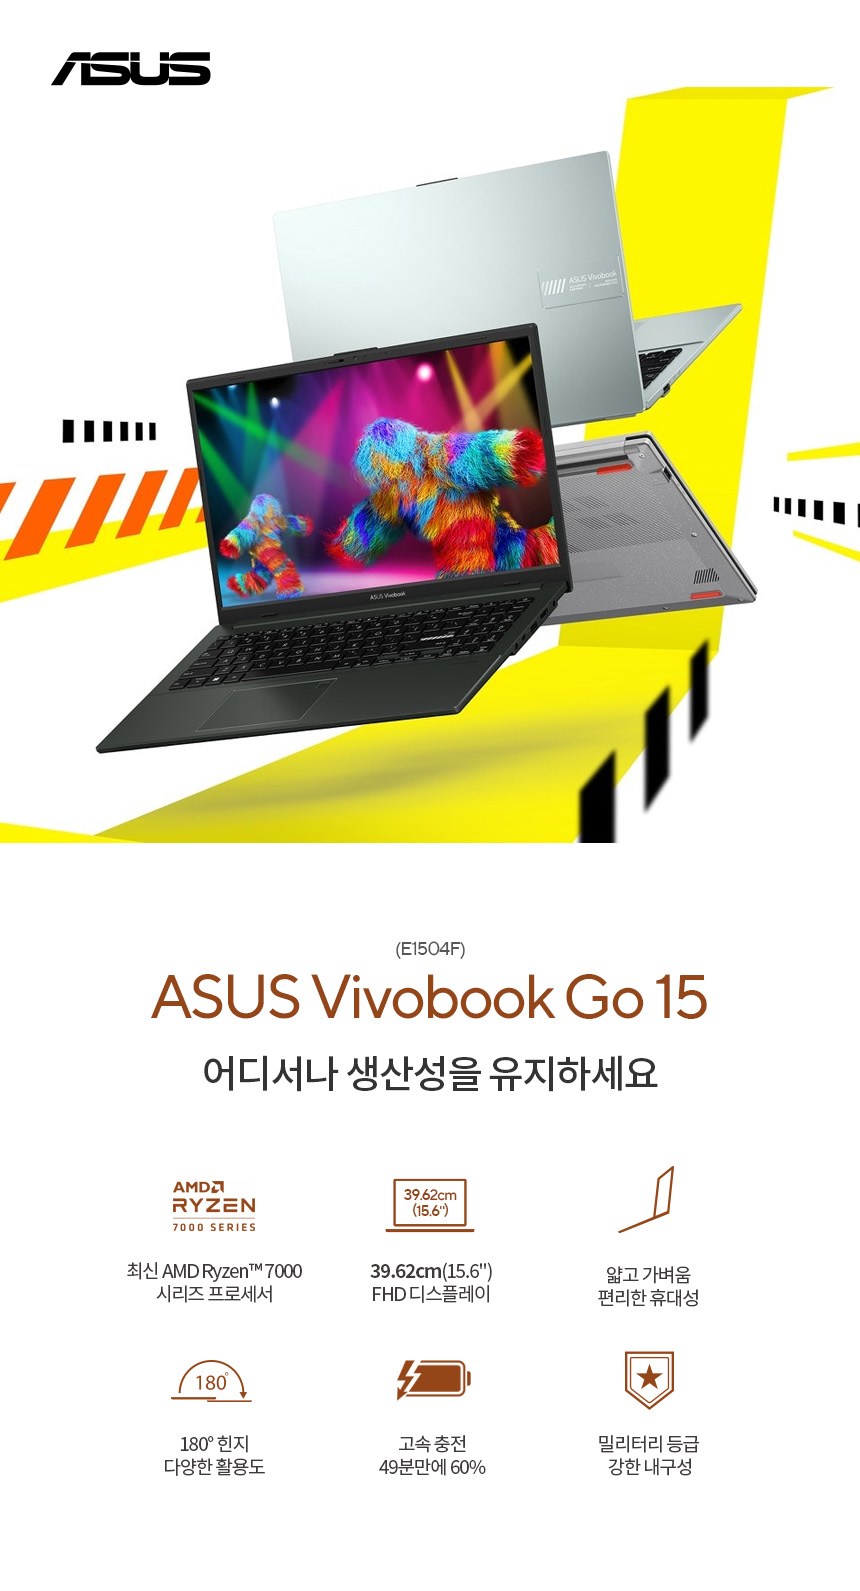 ASUS
ASUS Vivobook
ASUS Vivobook
(E1504F)
ASUS Vivobook Go 15
어디서나 생산성을 유지하세요
AMD
RYZEN
7000 SERIES
최신 AMD Ryzen™ 7000
시리즈 프로세서
39.62cm
(15.6")
39.62cm(15.6")
FHD 디스플레이
얇고 가벼움
편리한 휴대성
180°
180° 힌지
다양한 활용도
고속 충전
49분만에 60%
밀리터리 등급
강한 내구성